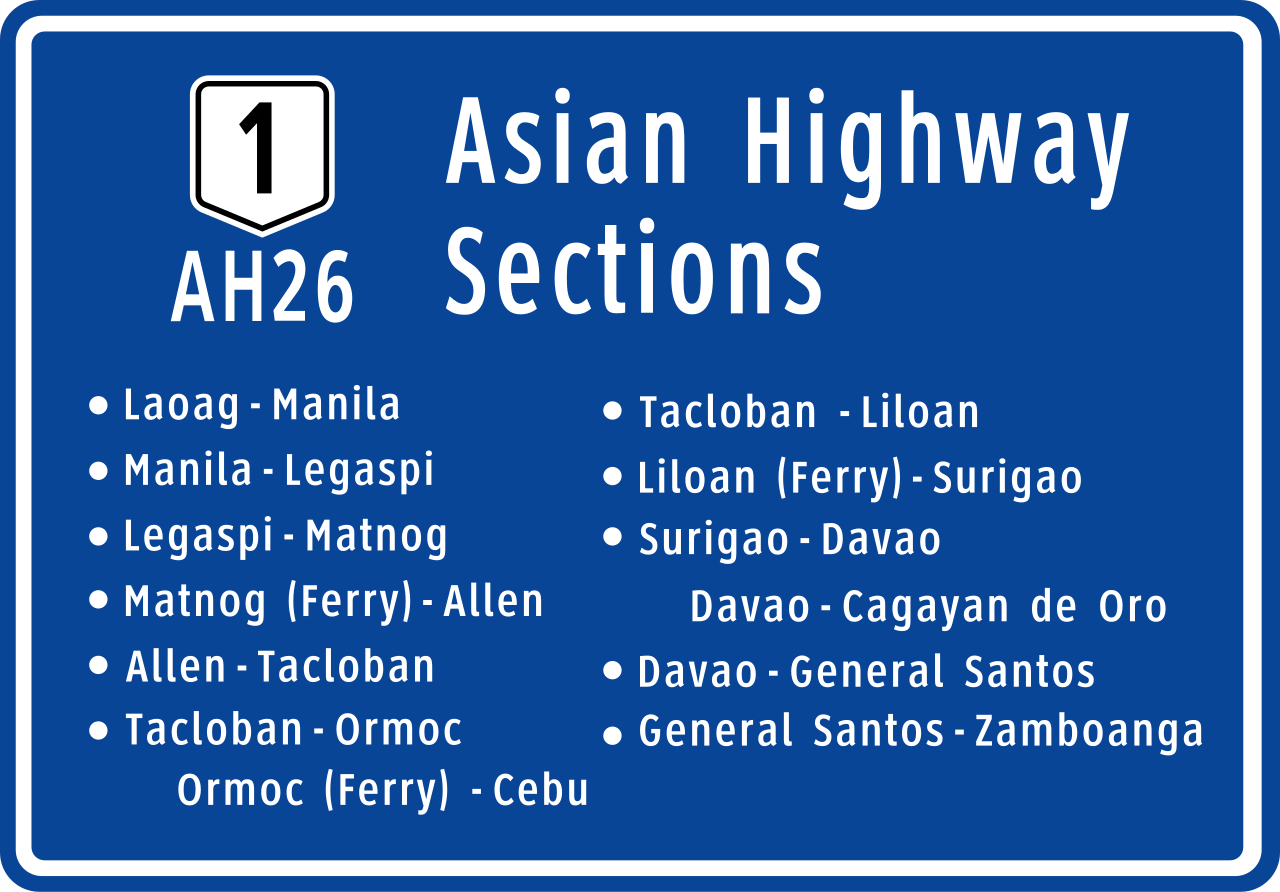 1
AH26
Asian Highway
Sections
• Laoag - Manila
• Manila - Legaspi
• Legaspi - Matnog
• Matnog (Ferry) - Allen
• Allen - Tacloban
• Tacloban - Ormoc
Ormoc (Ferry) - Cebu
• Tacloban - Liloan
• Liloan (Ferry) - Surigao
• Surigao - Davao
Davao - Cagayan de Oro
• Davao - General Santos
• General Santos - Zamboanga